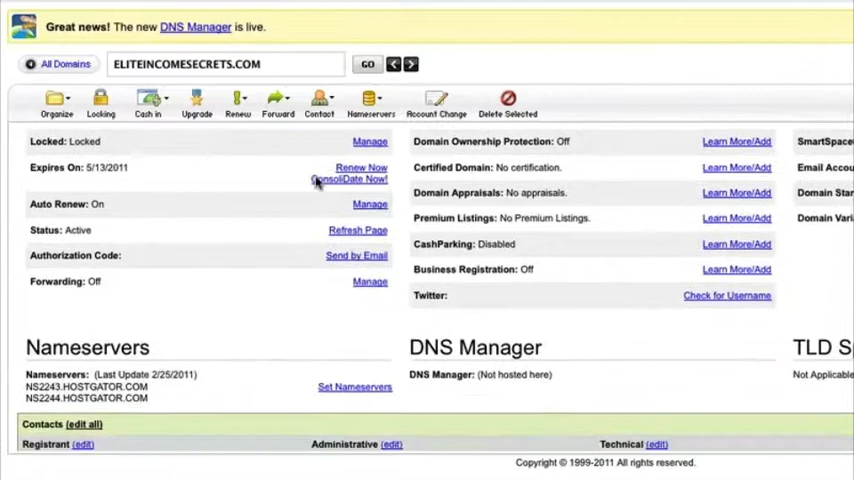 Great news! The new DNS Manager is live.
All Domains ELITEINCOMESECRETS.COM GO
Organize Locking Cash in Upgrade Renew Forward Contact Nameservers Account Change Delete Selected
Locked: Locked Manage Domain Ownership Protection: Off Learn More/Add SmartSpace
Expires On: 5/13/2011 Renew Now Certified Domain: No certification. Learn More/Add Email Accou
ConsoliDate Now!
Domain Appraisals: No appraisals. Learn More/Add Domain Star
Auto Renew: On Manage
Premium Listings: No Premium Listings. Learn More/Add Domain Vari
Status: Active Refresh Page
CashParking: Disabled Learn More/Add
Authorization Code: Send by Email
Business Registration: Off Learn More/Add
Forwarding: Off Manage
Twitter: Check for Username
Nameservers DNS Manager TLD S
Nameservers: (Last Update 2/25/2011) DNS Manager: (Not hosted here) Not Applicable
NS2243.HOSTGATOR.COM Set Nameservers
NS2244.HOSTGATOR.COM
Contacts (edit all)
Registrant (edit) Administrative (edit) Technical (edit)
Copyright © 1999-2011 All rights reserved.